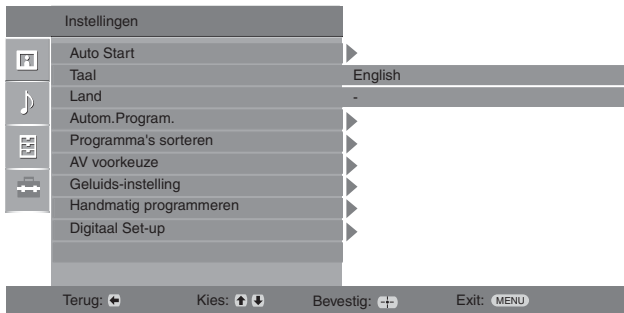 Instellingen
Auto Start
Taal English
Land -
Autom.Program.
Programma's sorteren
AV voorkeuze
Geluids-instelling
Handmatig programmeren
Digitaal Set-up
Terug: Kies: Bevestig: Exit: MENU